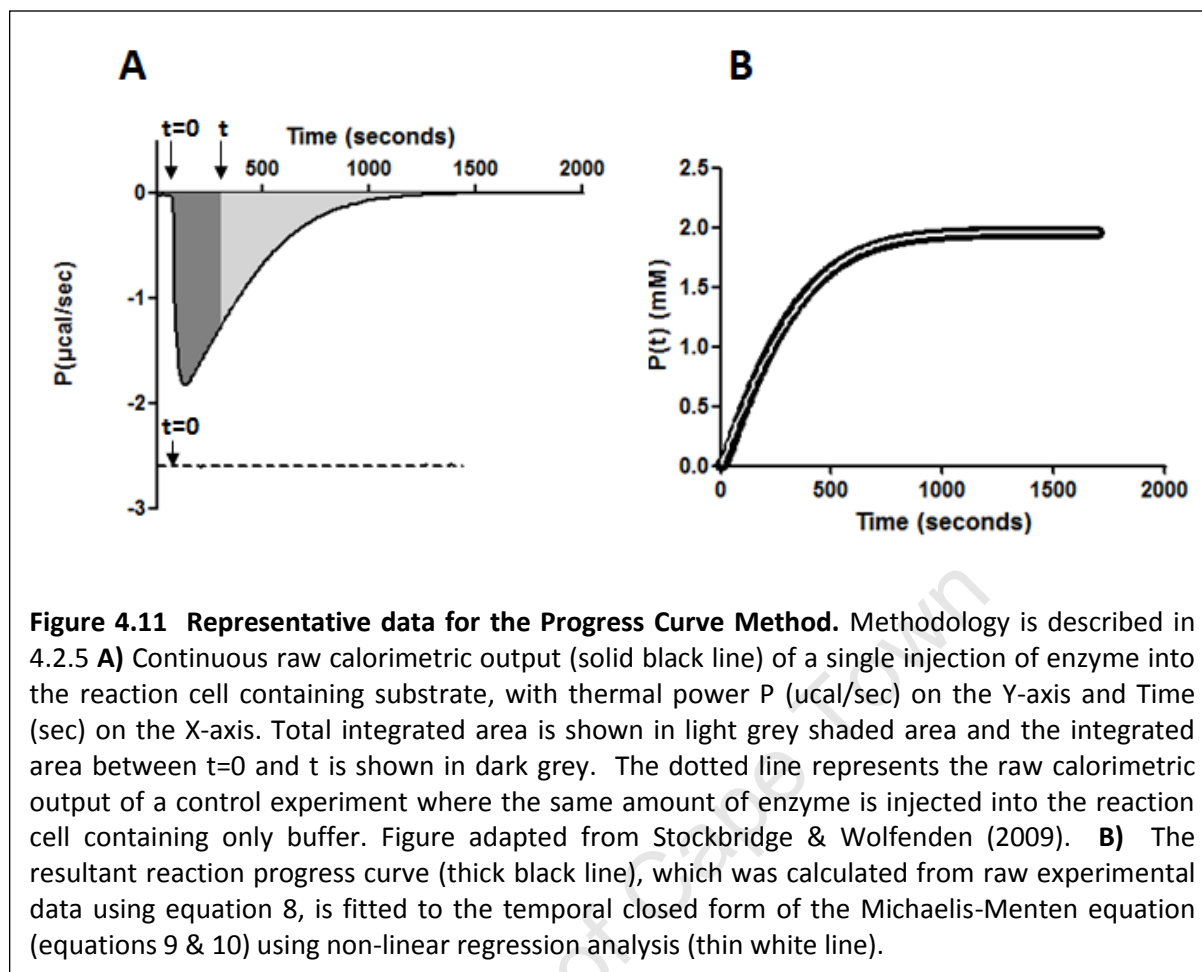 A
B
t=0 t
Time (seconds)
500 1000 1500 2000
0
-1
-2
-3
P(µcal/sec)
t=0
2.5
2.0
1.5
1.0
0.5
0.0
P(t) (mM)
0 500 1000 1500 2000
Time (seconds)
Figure 4.11 Representative data for the Progress Curve Method. Methodology is described in
4.2.5 A) Continuous raw calorimetric output (solid black line) of a single injection of enzyme into
the reaction cell containing substrate, with thermal power P (ucal/sec) on the Y-axis and Time
(sec) on the X-axis. Total integrated area is shown in light grey shaded area and the integrated
area between t=0 and t is shown in dark grey. The dotted line represents the raw calorimetric
output of a control experiment where the same amount of enzyme is injected into the reaction
cell containing only buffer. Figure adapted from Stockbridge & Wolfenden (2009). B) The
resultant reaction progress curve (thick black line), which was calculated from raw experimental
data using equation 8, is fitted to the temporal closed form of the Michaelis-Menten equation
(equations 9 & 10) using non-linear regression analysis (thin white line).
of Cape Town